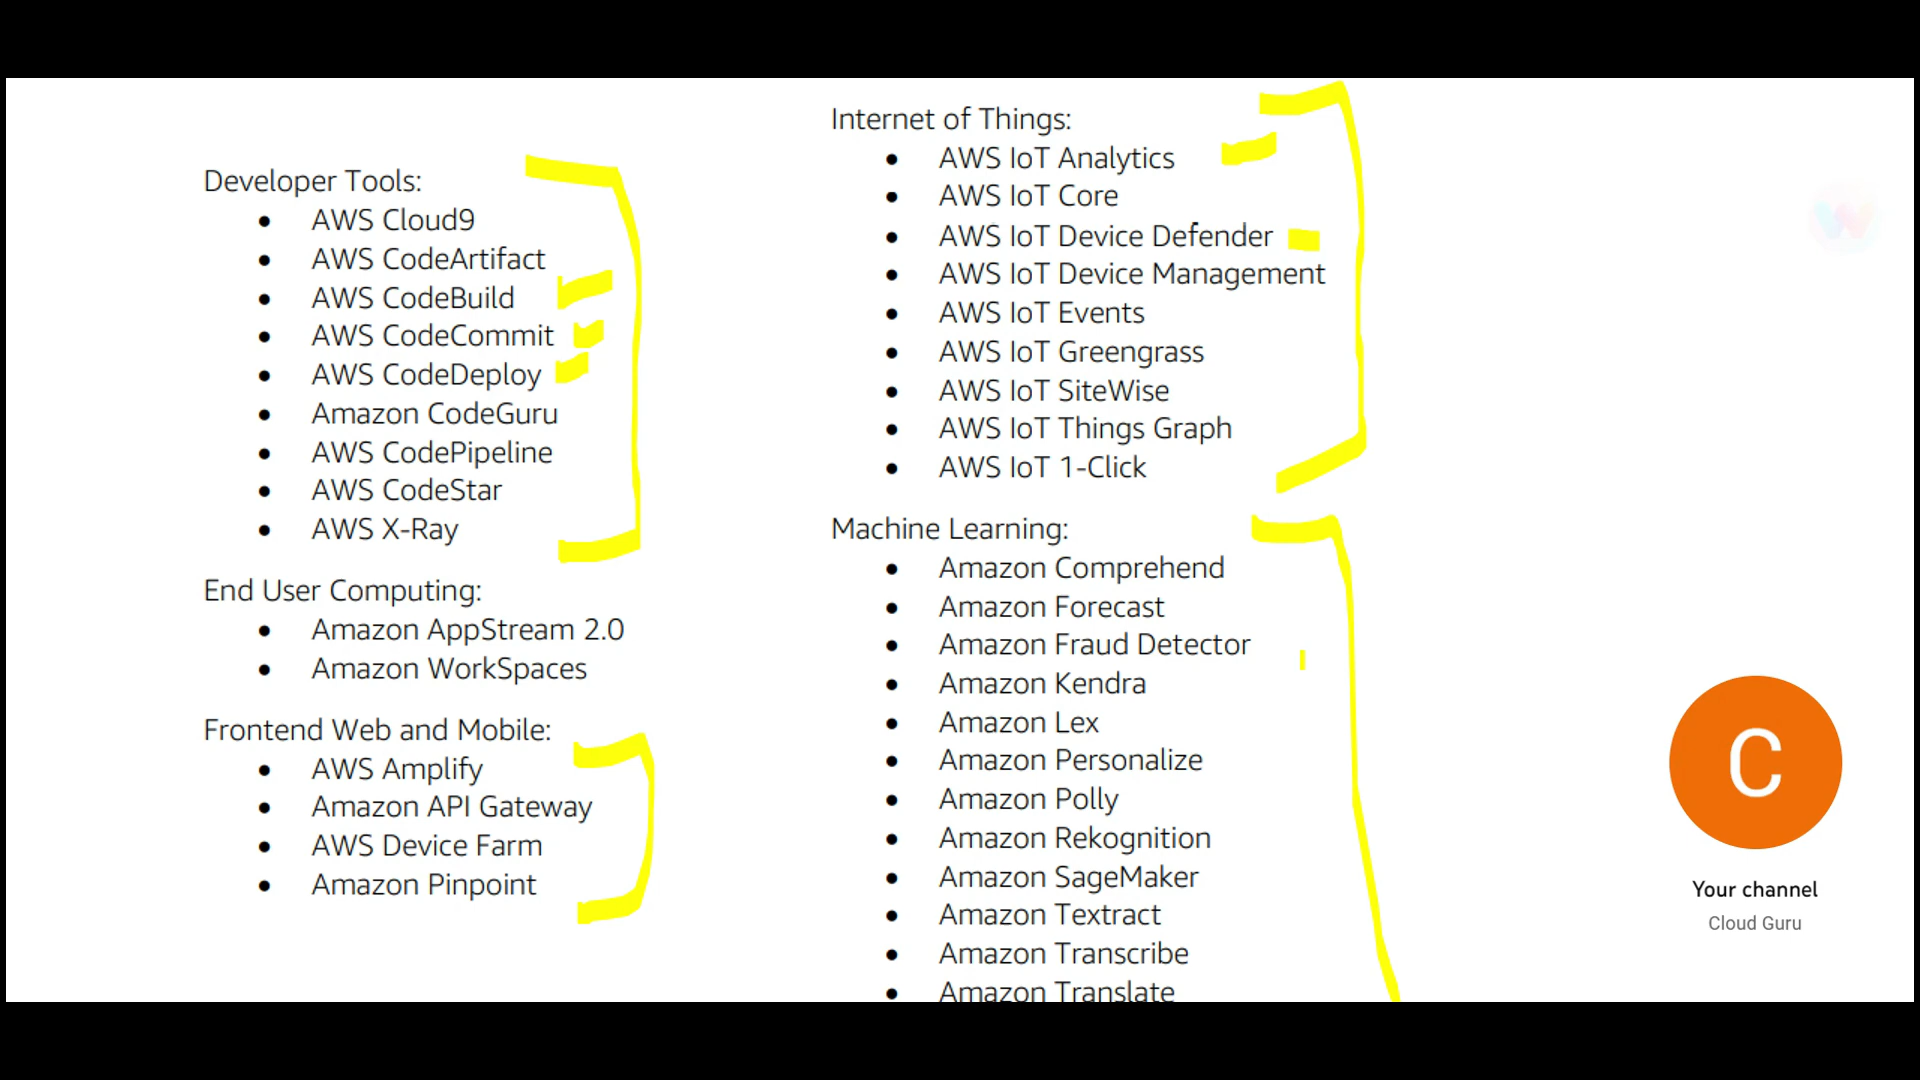 Developer Tools:
• AWS Cloud9
• AWS CodeArtifact
• AWS CodeBuild
• AWS CodeCommit
• AWS CodeDeploy
• Amazon CodeGuru
• AWS CodePipeline
• AWS CodeStar
• AWS X-Ray
End User Computing:
• Amazon AppStream 2.0
• Amazon WorkSpaces
Frontend Web and Mobile:
• AWS Amplify
• Amazon API Gateway
• AWS Device Farm
• Amazon Pinpoint
Internet of Things:
• AWS IoT Analytics
• AWS IoT Core
• AWS IoT Device Defender
• AWS IoT Device Management
• AWS IoT Events
• AWS IoT Greengrass
• AWS IoT SiteWise
• AWS IoT Things Graph
• AWS IoT 1-Click
Machine Learning:
• Amazon Comprehend
• Amazon Forecast
• Amazon Fraud Detector
• Amazon Kendra
• Amazon Lex
• Amazon Personalize
• Amazon Polly
• Amazon Rekognition
• Amazon SageMaker
• Amazon Textract
• Amazon Transcribe
• Amazon Translate
W
C
Your channel
Cloud Guru